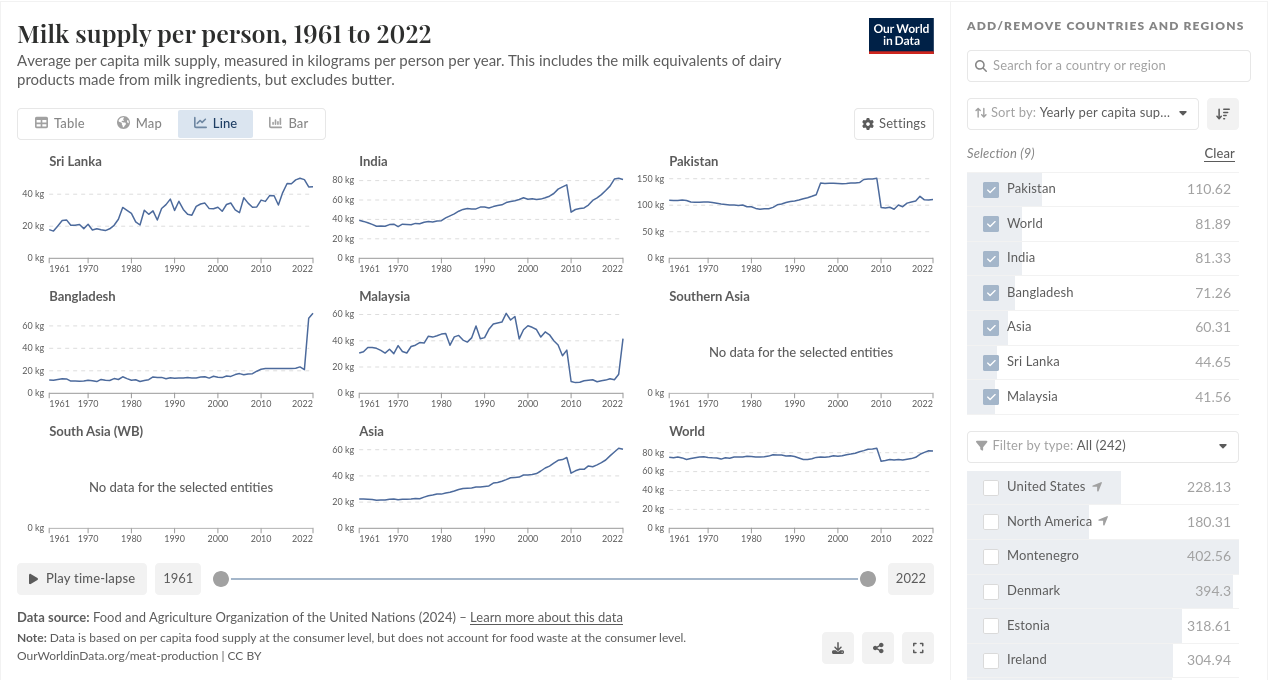 Milk supply per person, 1961 to 2022
Our World
in Data
Average per capita milk supply, measured in kilograms per person per year. This includes the milk equivalents of dairy
products made from milk ingredients, but excludes butter.
Table
Map
Line
Bar
Settings
Sri Lanka
40 kg
20 kg
0 kg
1961 1970 1980 1990 2000 2010 2022
India
80 kg
60 kg
40 kg
20 kg
0 kg
1961 1970 1980 1990 2000 2010 2022
Pakistan
150 kg
100 kg
50 kg
0 kg
1961 1970 1980 1990 2000 2010 2022
Bangladesh
60 kg
40 kg
20 kg
0 kg
1961 1970 1980 1990 2000 2010 2022
Malaysia
60 kg
40 kg
20 kg
0 kg
1961 1970 1980 1990 2000 2010 2022
Southern Asia
No data for the selected entities
0 kg
1961 1970 1980 1990 2000 2010 2022
South Asia (WB)
No data for the selected entities
0 kg
1961 1970 1980 1990 2000 2010 2022
Asia
60 kg
40 kg
20 kg
0 kg
1961 1970 1980 1990 2000 2010 2022
World
80 kg
60 kg
40 kg
20 kg
0 kg
1961 1970 1980 1990 2000 2010 2022
Play time-lapse
1961
2022
Data source: Food and Agriculture Organization of the United Nations (2024) – Learn more about this data
Note: Data is based on per capita food supply at the consumer level, but does not account for food waste at the consumer level.
OurWorldinData.org/meat-production | CC BY
ADD/REMOVE COUNTRIES AND REGIONS
Search for a country or region
Sort by: Yearly per capita sup...
Selection (9) Clear
Pakistan 110.62
World 81.89
India 81.33
Bangladesh 71.26
Asia 60.31
Sri Lanka 44.65
Malaysia 41.56
Filter by type: All (242)
United States 228.13
North America 180.31
Montenegro 402.56
Denmark 394.3
Estonia 318.61
Ireland 304.94